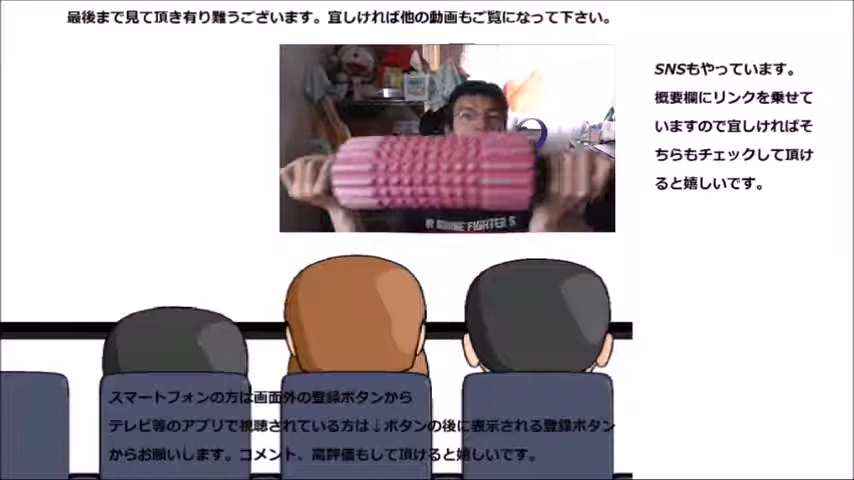 最後まで見て頂き有り難うございます。宜しければ他の動画もご覧になって下さい。
SNSもやっています。
概要欄にリンクを乗せて
いますので宜しければそ
ちらもチェックして頂け
ると嬉しいです。
FIGHTER S
スマートフォンの方は画面外の登録ボタンから
テレビ等のアプリで視聴されている方は↓ボタンの後に表示される登録ボタン
からお願いします。コメント、高評価もして頂けると嬉しいです。